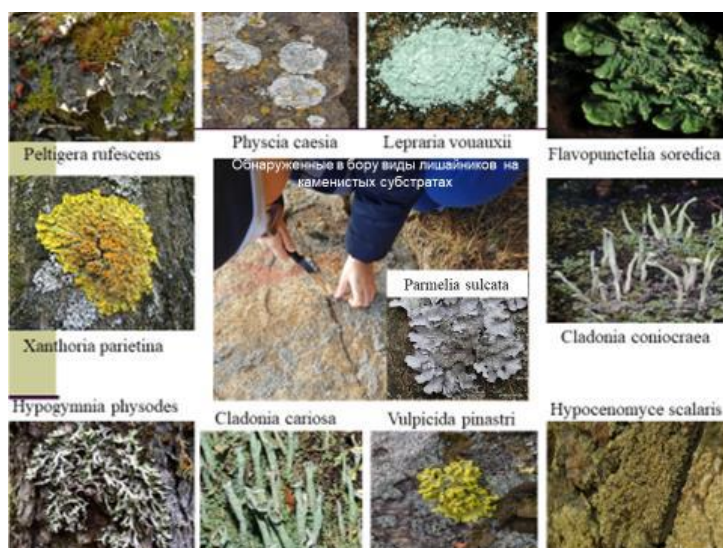 Peltigera rufescens
Physcia caesia
Lepraria vouauxii
Flavopunctelia soredica
Обнаруженные в бору виды лишайников на
каменистых субстратах
Xanthoria parietina
Parmelia sulcata
Cladonia coniocraea
Hypogymnia physodes
Cladonia cariosa
Vulpicida pinastri
Hypocenomyce scalaris